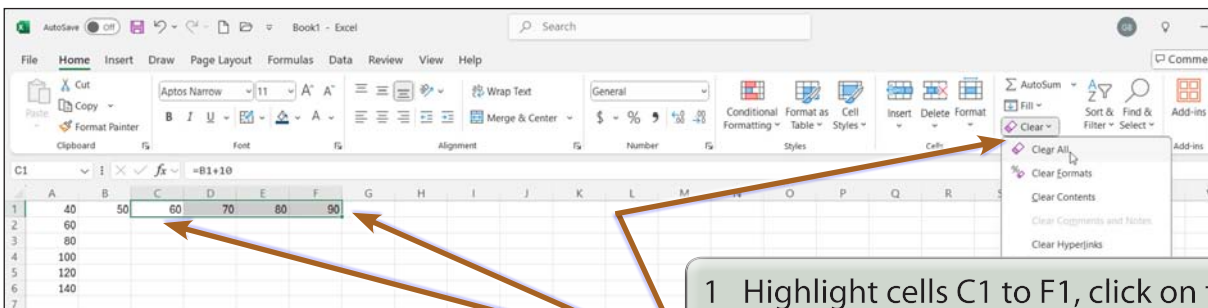 AutoSave Off Book1 - Excel Search GB
File Home Insert Draw Page Layout Formulas Data Review View Help
Cut Aptos Narrow 11 A A Wrap Text General AutoSum
Paste Copy B I U A Merge & Center $ % Conditional Formatting Format as Table Cell Styles Insert Delete Format Fill Sort & Filter Find & Select Add-ins
Format Painter Clear
Clipboard Font Alignment Number Styles Cells Add-ins
Clear All
C1 fx =B1+10 Clear Formats
A B C D E F G H I J K L M O P Q R S Clear Contents
1 40 50 60 70 80 90 Clear Comments and Notes
2 60
3 80 Clear Hyperlinks
4 100
5 120 1 Highlight cells C1 to F1, click on
6 140
7